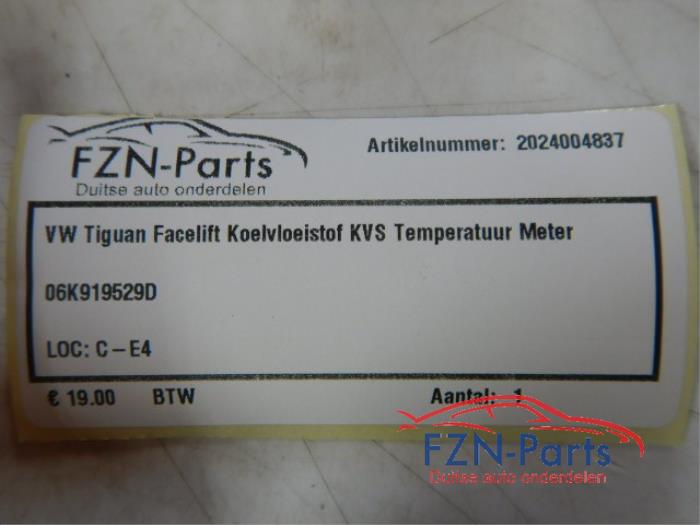 FZN-Parts
Duitse auto onderdelen
Artikelnummer: 2024004837
VW Tiguan Facelift Koelvloeistof KVS Temperatuur Meter
06K919529D
LOC: C-E4
€ 19.00 BTW Aantal: 1
FZN-Parts
Duitse auto onderdelen